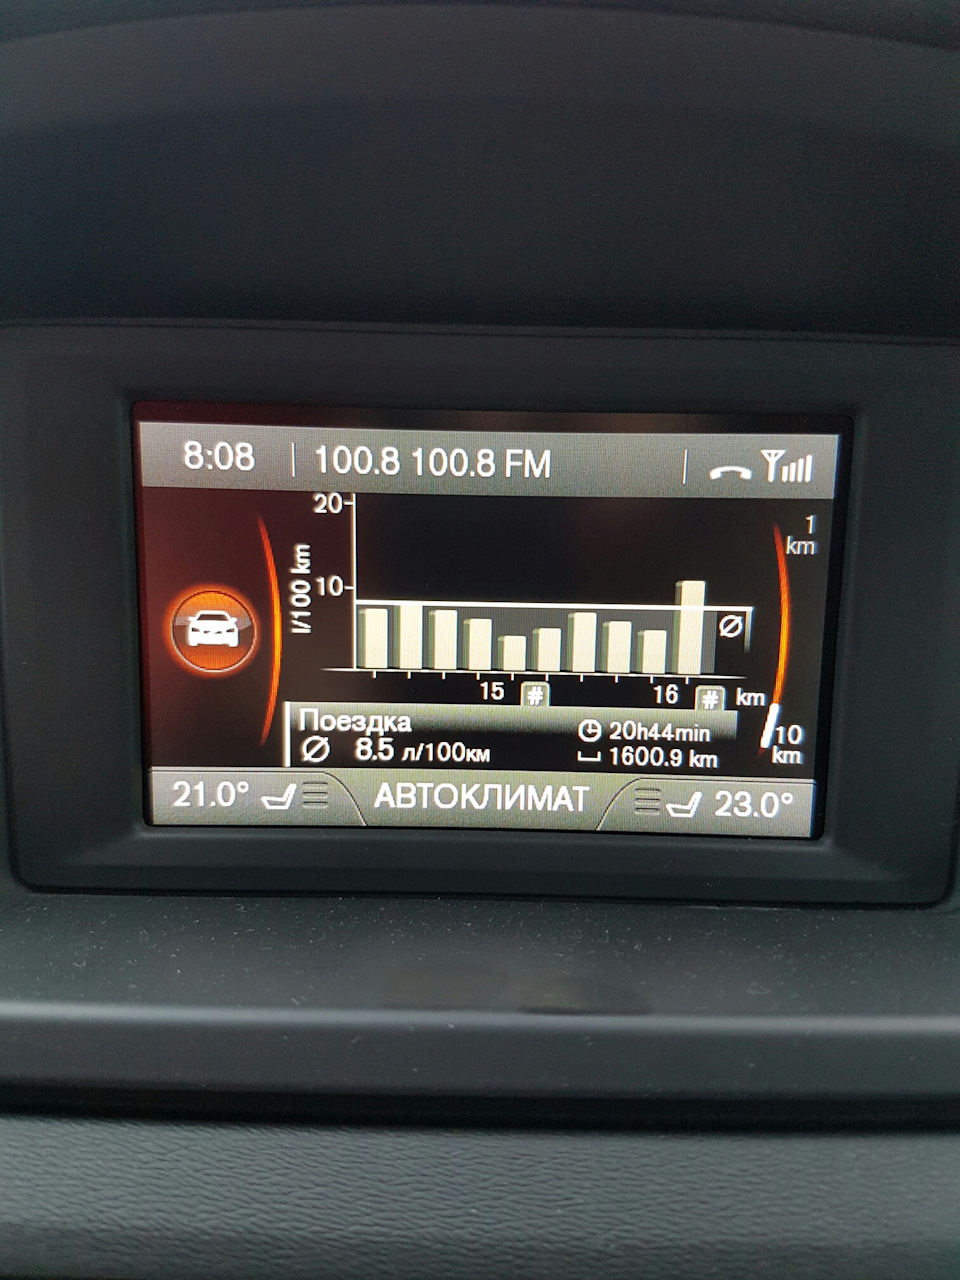 8:08 100.8 100.8 FM
20
1 km
10
l/100 km
Ø
15 # 16 # km
Поездка 20h44min
Ø 8.5 л/100км 1600.9 km
10 km
21.0° АВТОКЛИМАТ 23.0°